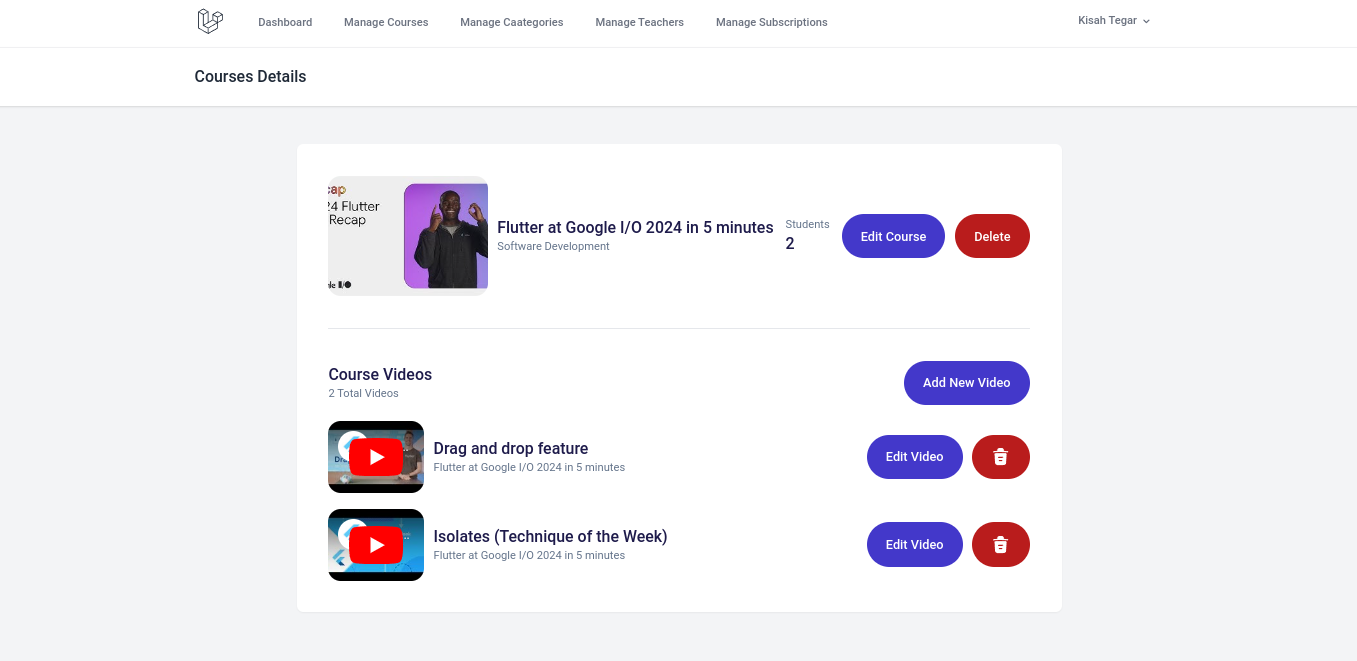 Dashboard
Manage Courses
Manage Caategories
Manage Teachers
Manage Subscriptions
Kisah Tegar
Courses Details
cap
24 Flutter
Recap
gle I/O
Flutter at Google I/O 2024 in 5 minutes
Software Development
Students
2
Edit Course
Delete
Course Videos
2 Total Videos
Add New Video
Drag and drop feature
Flutter at Google I/O 2024 in 5 minutes
Edit Video
Isolates (Technique of the Week)
Flutter at Google I/O 2024 in 5 minutes
Edit Video